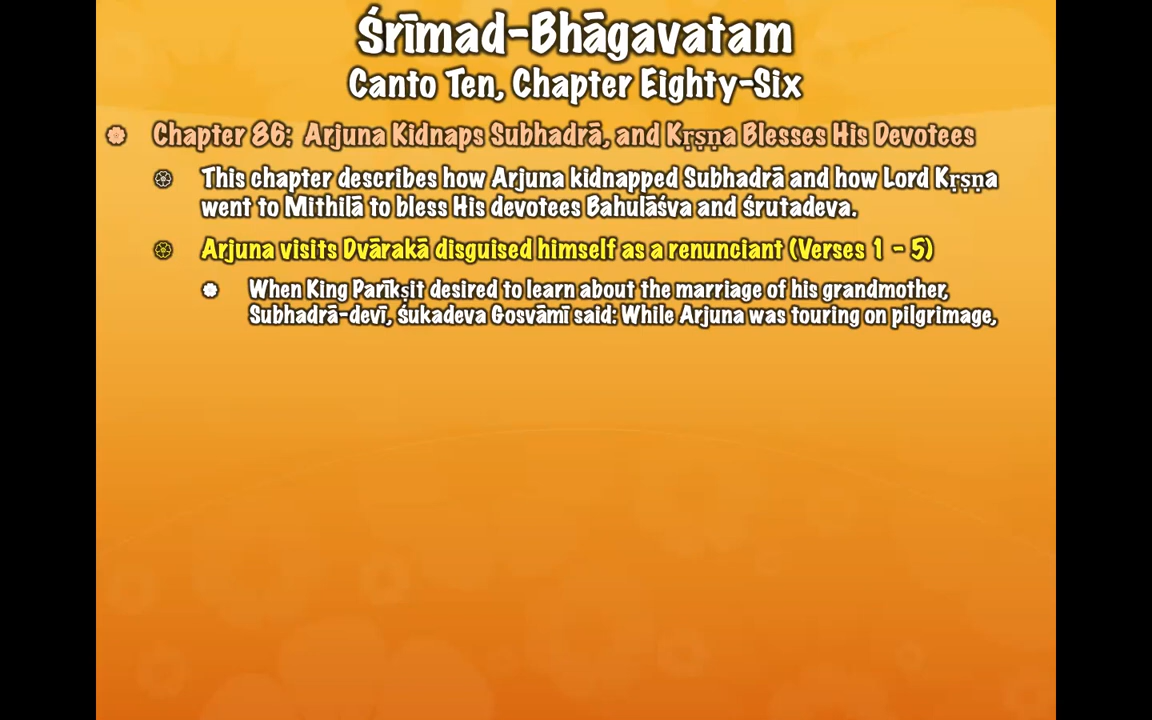 Śrīmad-Bhāgavatam
Canto Ten, Chapter Eighty-Six
Chapter 86: Arjuna Kidnaps Subhadrā, and Kṛṣṇa Blesses His Devotees
This chapter describes how Arjuna kidnapped Subhadrā and how Lord Kṛṣṇa
went to Mithilā to bless His devotees Bahulāśva and śrutadeva.
Arjuna visits Dvārakā disguised himself as a renunciant (Verses 1 - 5)
When King Parīkṣit desired to learn about the marriage of his grandmother,
Subhadrā-devī, śukadeva Gosvāmī said: While Arjuna was touring on pilgrimage,